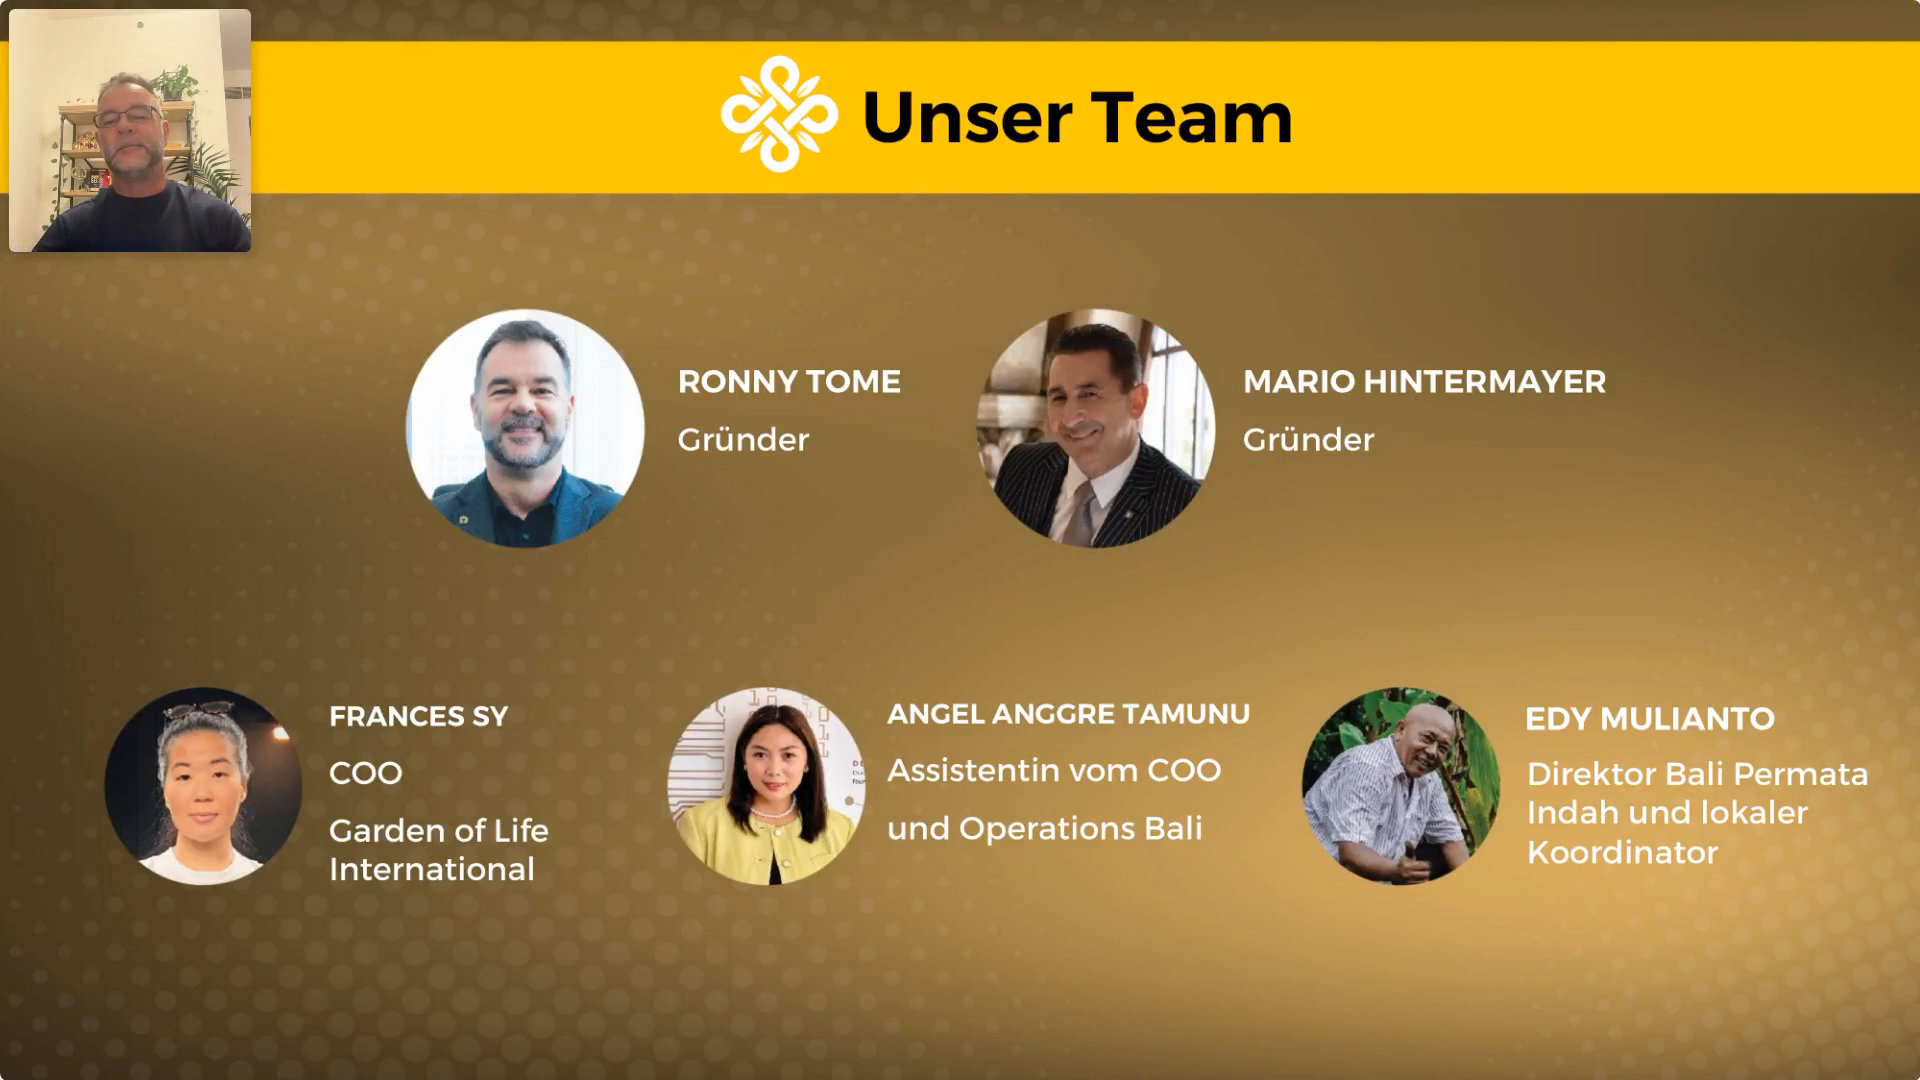 Unser Team
RONNY TOME
Gründer
MARIO HINTERMAYER
Gründer
FRANCES SY
COO
Garden of Life
International
ANGEL ANGGRE TAMUNU
Assistentin vom COO
und Operations Bali
EDY MULIANTO
Direktor Bali Permata
Indah und lokaler
Koordinator